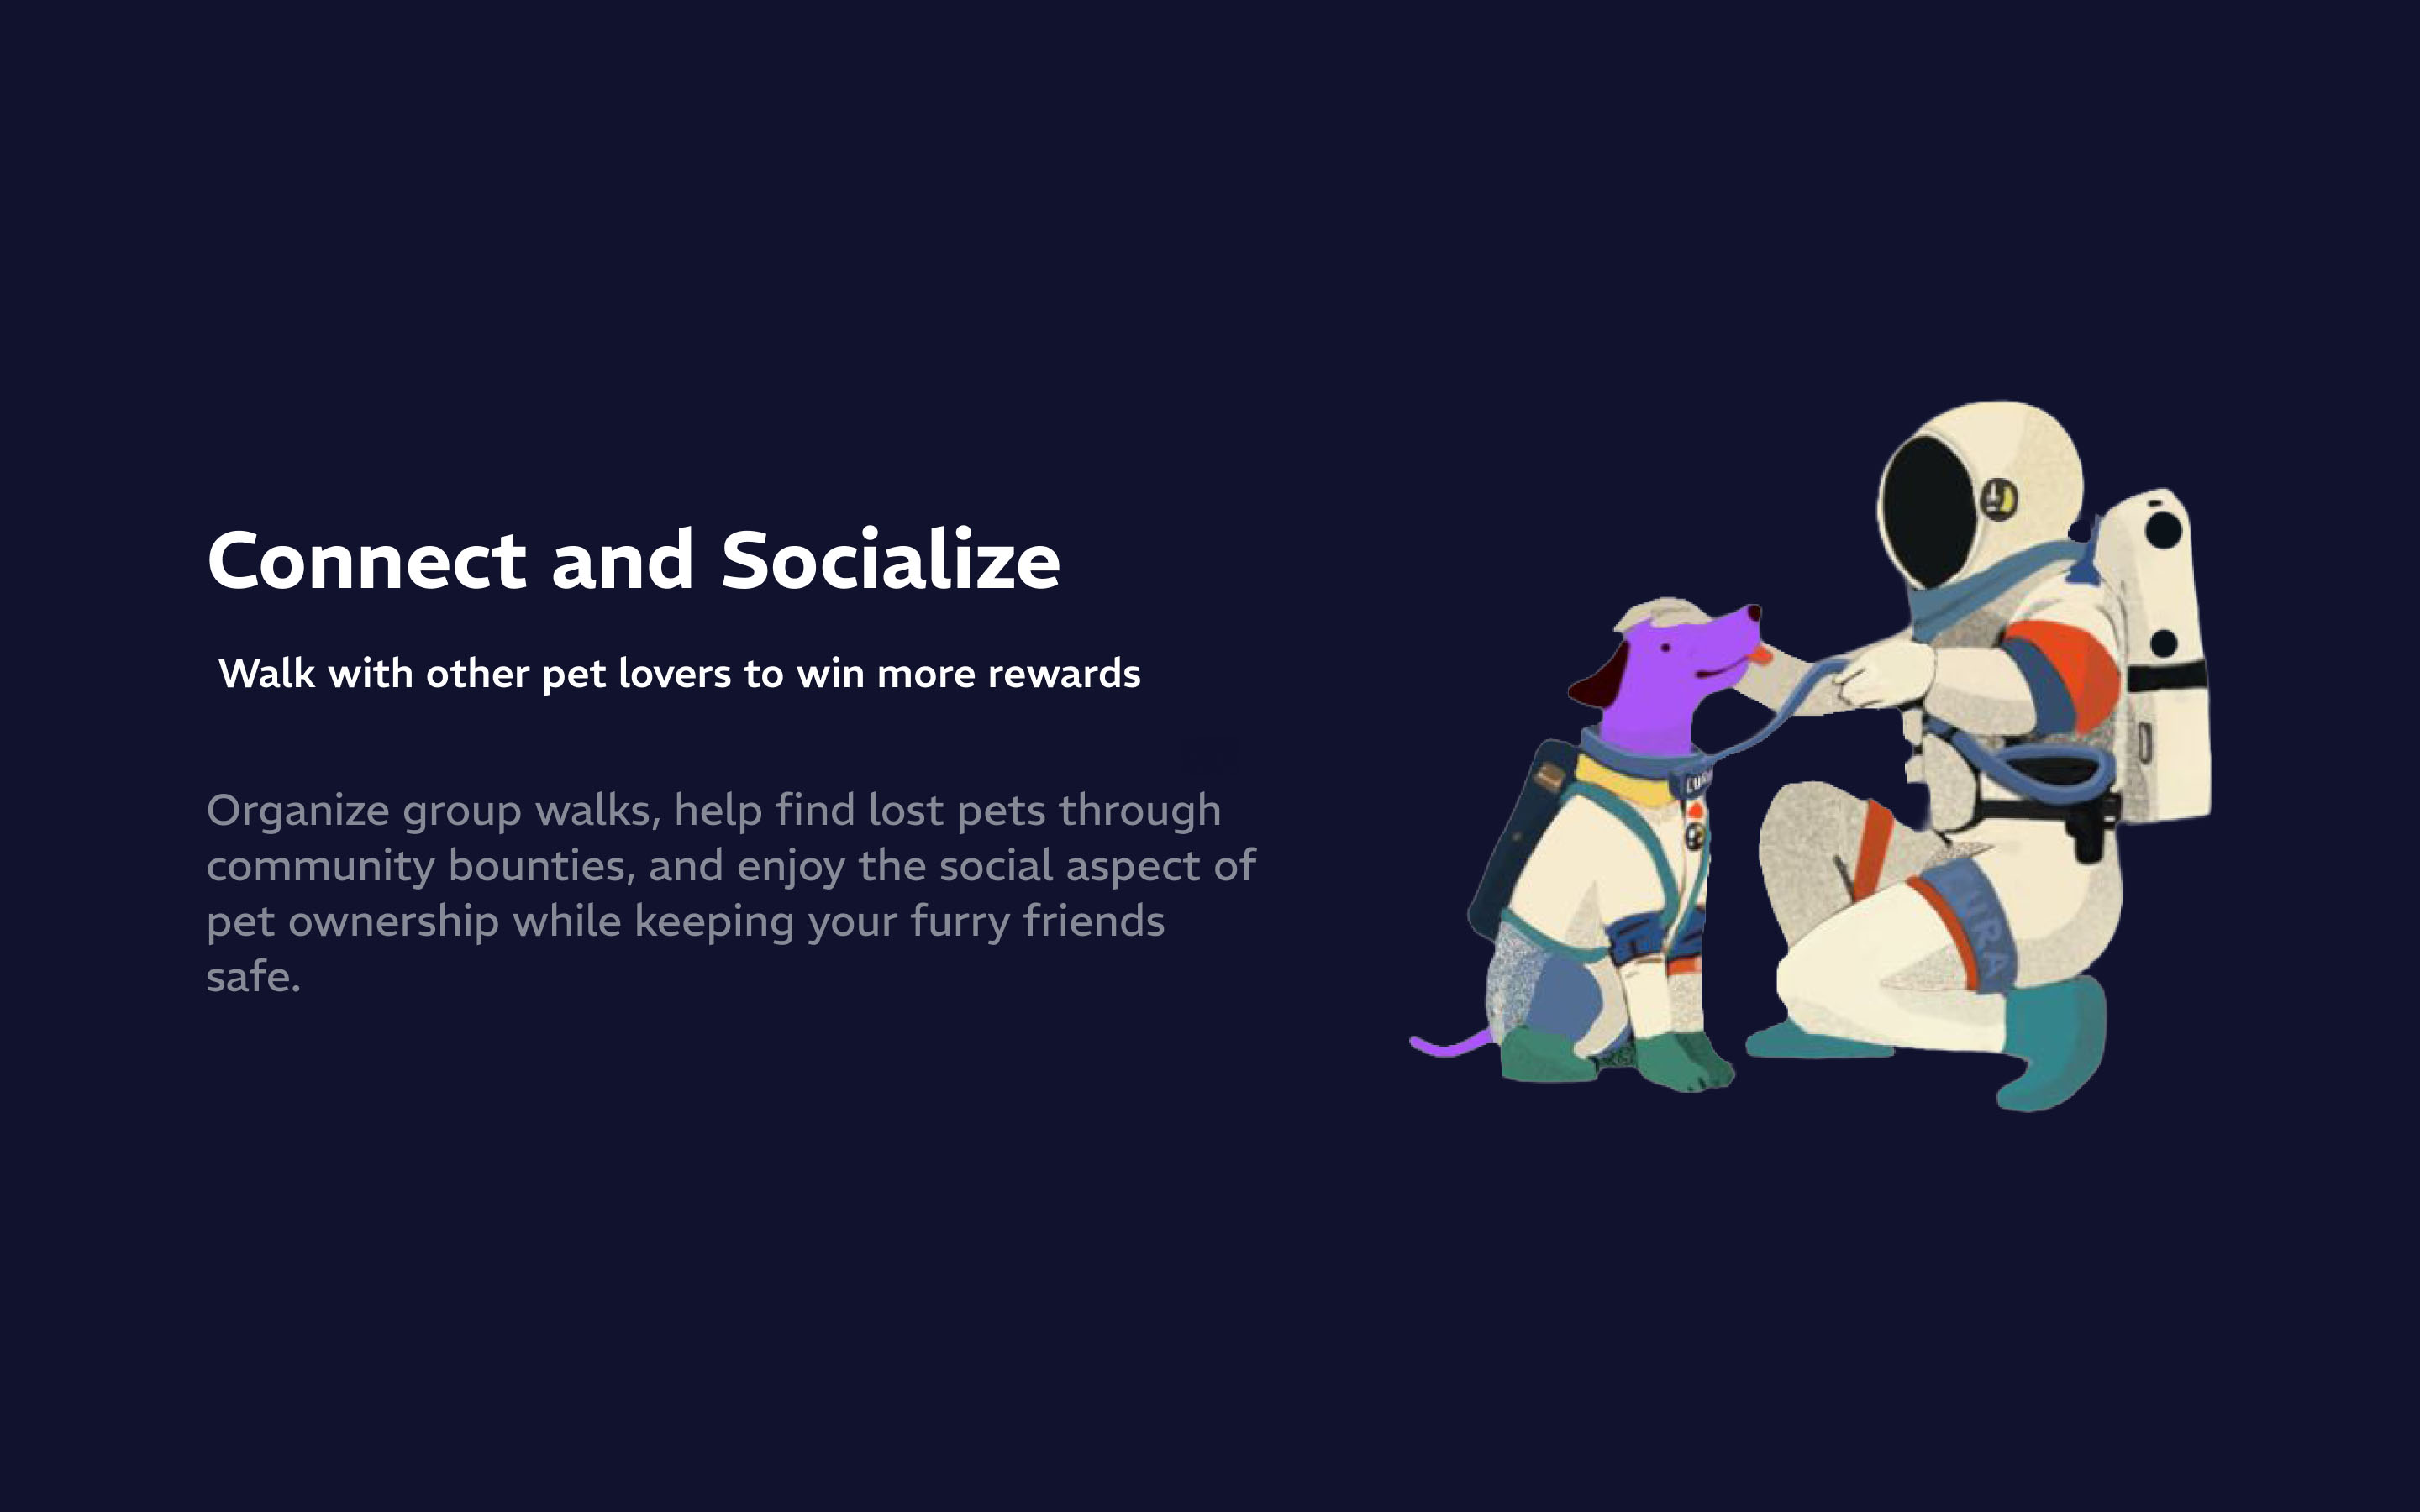 Connect and Socialize
Walk with other pet lovers to win more rewards
Organize group walks, help find lost pets through
community bounties, and enjoy the social aspect of
pet ownership while keeping your furry friends
safe.
CURA